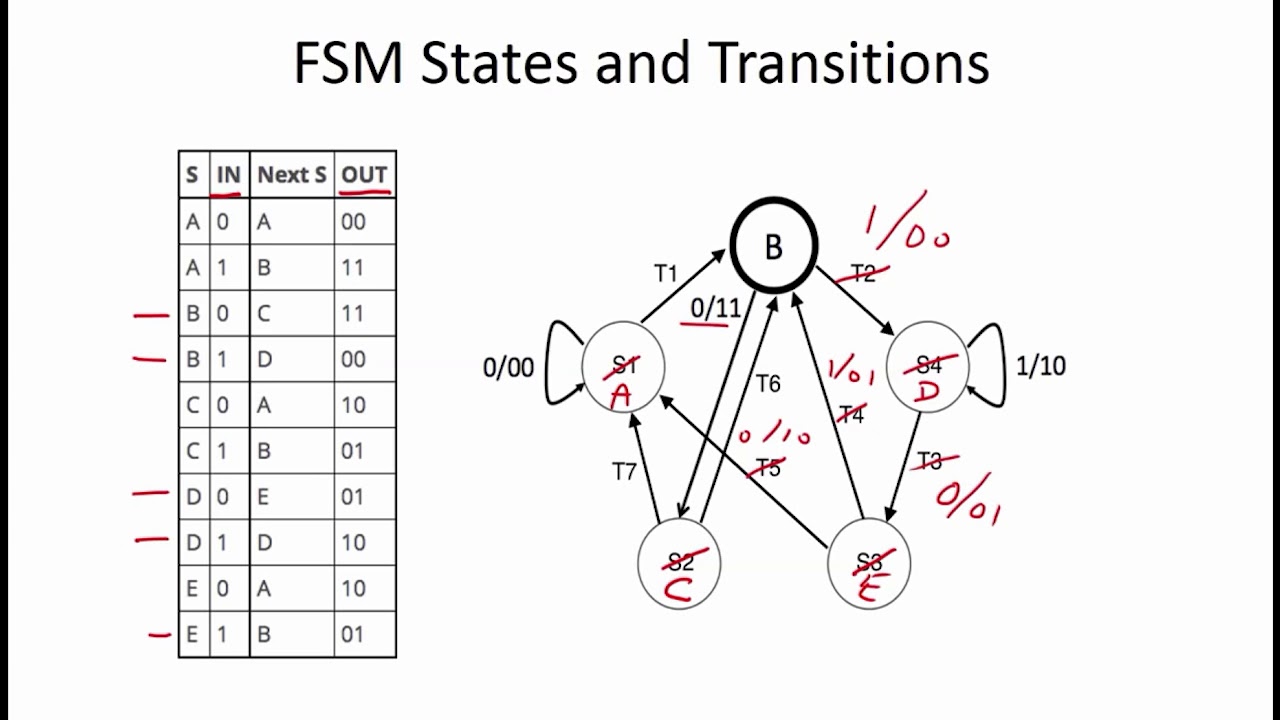 FSM States and Transitions
S IN Next S OUT
A 0 A 00
A 1 B 11
B 0 C 11
B 1 D 00
C 0 A 10
C 1 B 01
D 0 E 01
D 1 D 10
E 0 A 10
E 1 B 01
B
1/00
T1
T2
0/11
0/00
S1
A
T6
1/01
T4
S4
D
1/10
0/10
T7
T5
T3
0/01
S2
C
S3
E